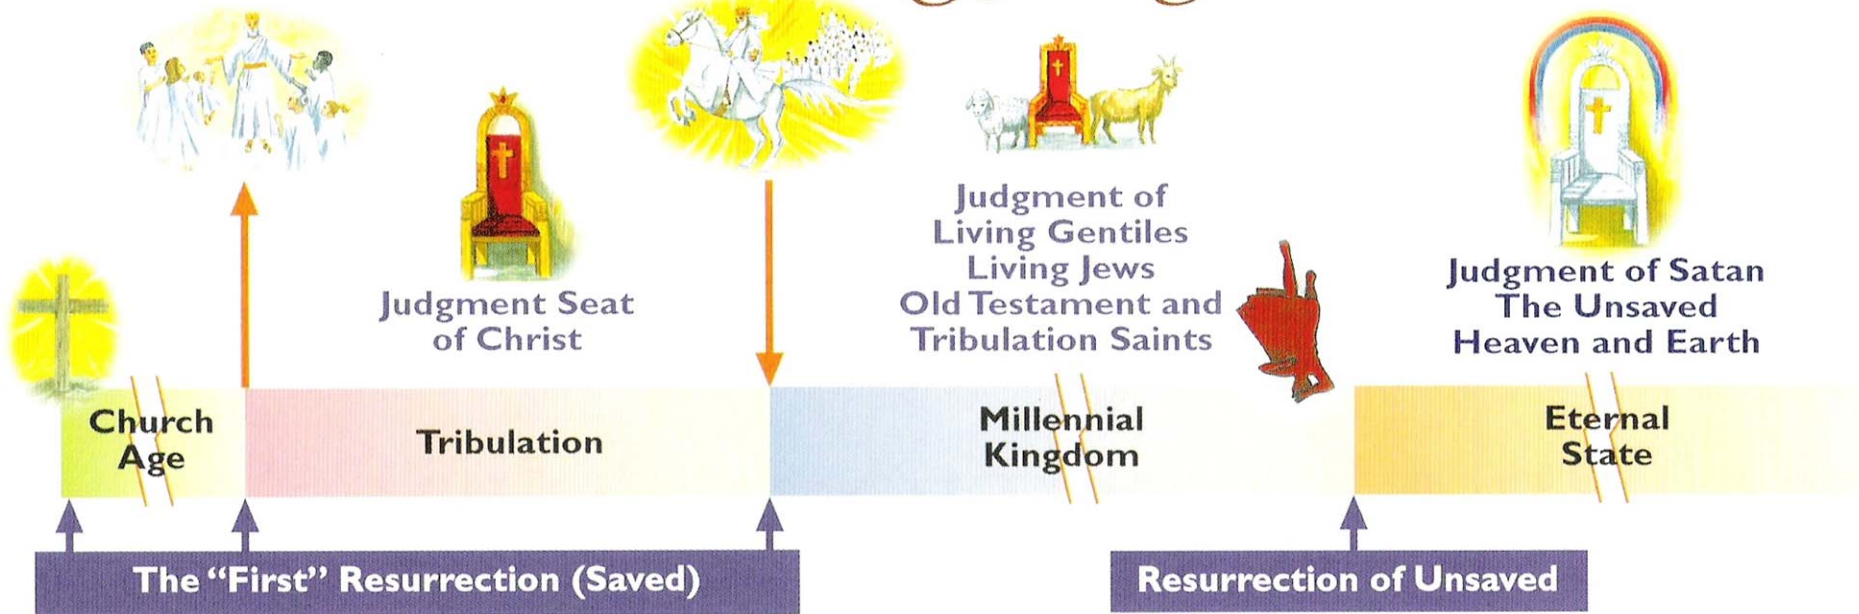 Judgment Seat
of Christ
Judgment of
Living Gentiles
Living Jews
Old Testament and
Tribulation Saints
Judgment of Satan
The Unsaved
Heaven and Earth
Church
Age
Tribulation
Millennial
Kingdom
Eternal
State
The “First” Resurrection (Saved)
Resurrection of Unsaved